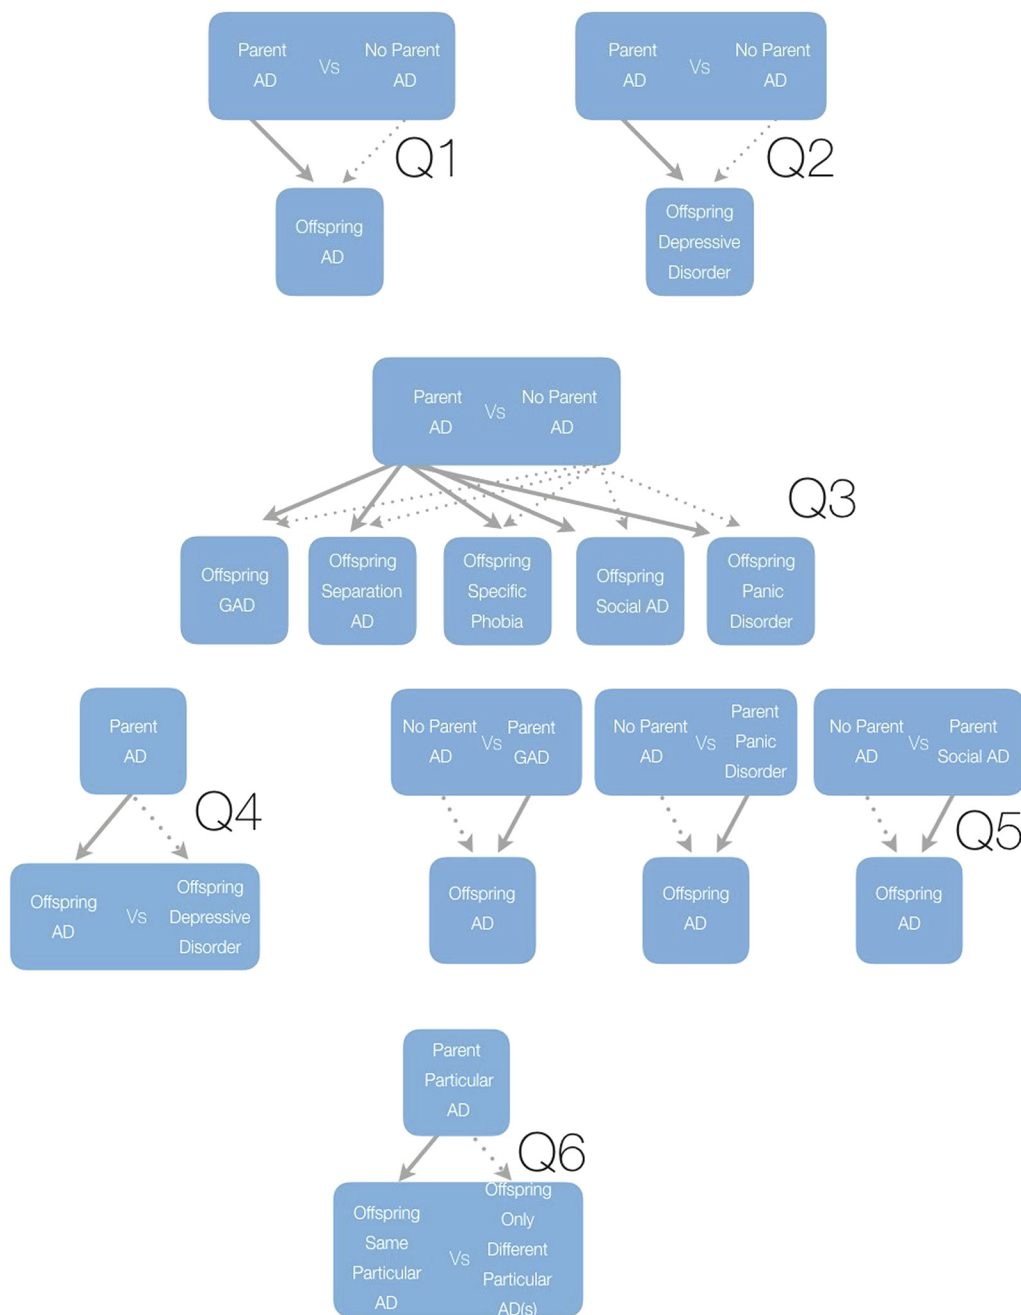 Parent
AD
Vs
No Parent
AD
Q1
Offspring
AD
Parent
AD
Vs
No Parent
AD
Q2
Offspring
Depressive
Disorder
Parent
AD
Vs
No Parent
AD
Q3
Offspring
GAD
Offspring
Separation
AD
Offspring
Specific
Phobia
Offspring
Social AD
Offspring
Panic
Disorder
Parent
AD
Q4
Offspring
AD
Vs
Offspring
Depressive
Disorder
No Parent
AD
Vs
Parent
GAD
Offspring
AD
No Parent
AD
Vs
Parent
Panic
Disorder
Offspring
AD
No Parent
AD
Vs
Parent
Social AD
Q5
Offspring
AD
Parent
Particular
AD
Q6
Offspring
Same
Particular
AD
Vs
Offspring
Only
Different
Particular
AD(s)